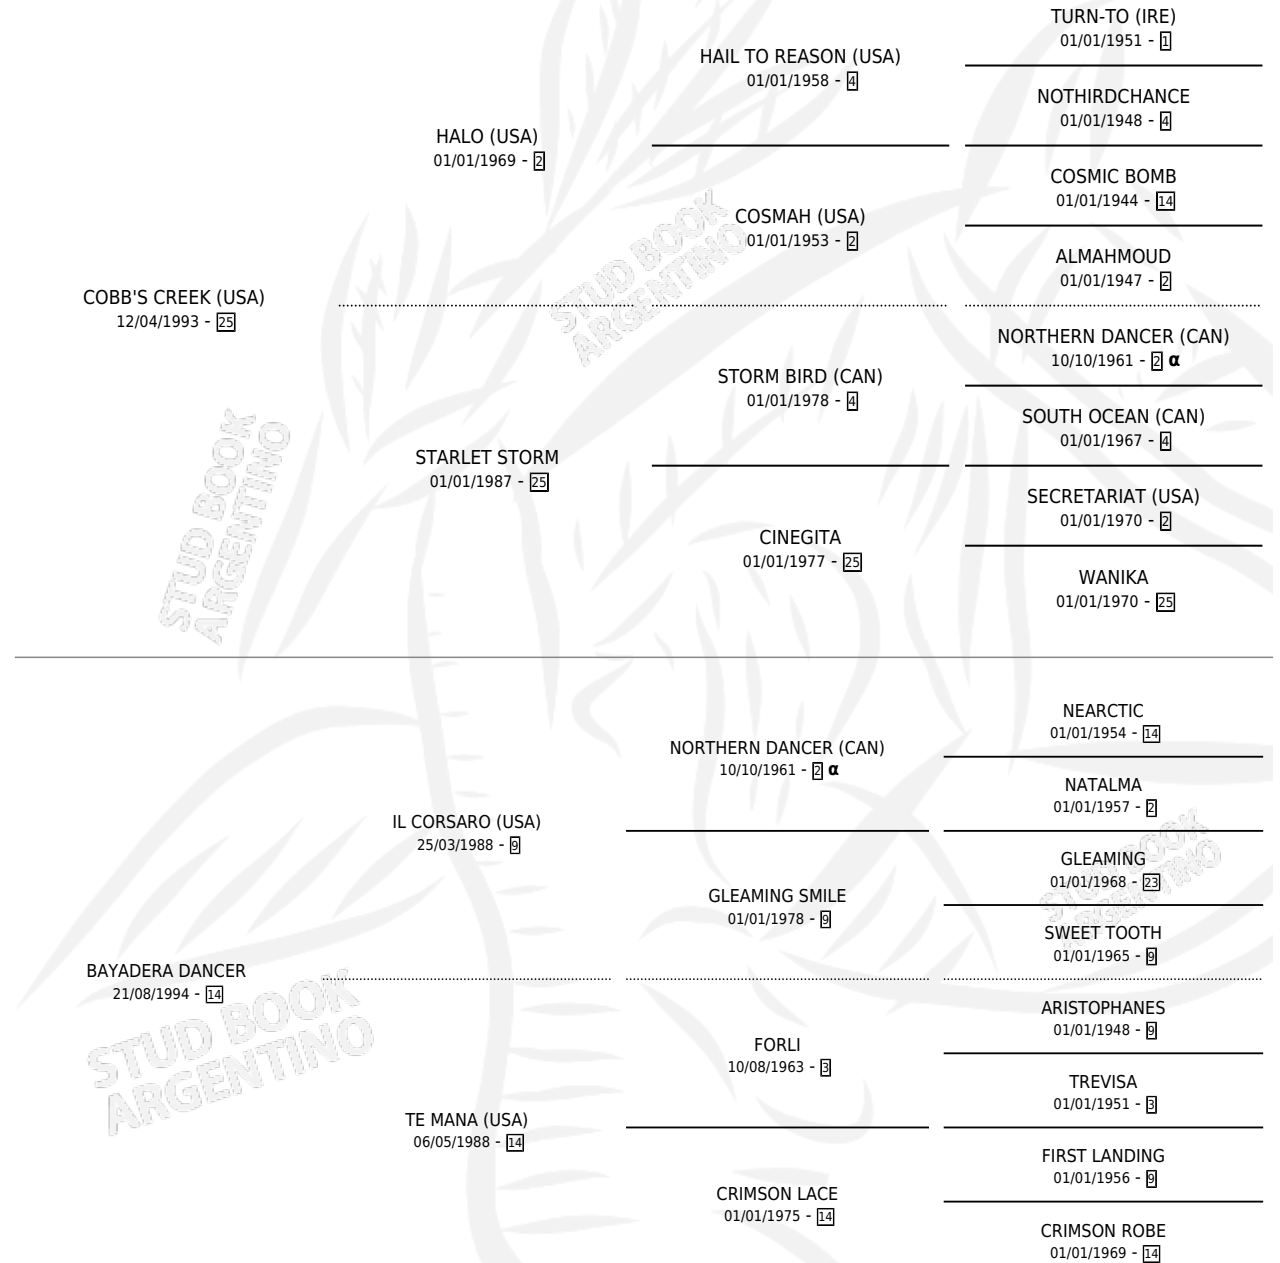 TURN-TO (IRE)
01/01/1951 - 1
HAIL TO REASON (USA)
01/01/1958 - 4
NOTHIRDCHANCE
01/01/1948 - 4
HALO (USA)
01/01/1969 - 2
COSMIC BOMB
01/01/1944 - 14
COSMAH (USA)
01/01/1953 - 2
ALMAHMOUD
01/01/1947 - 2
COBB'S CREEK (USA)
12/04/1993 - 25
NORTHERN DANCER (CAN)
10/10/1961 - 2 α
STORM BIRD (CAN)
01/01/1978 - 4
SOUTH OCEAN (CAN)
01/01/1967 - 4
STARLET STORM
01/01/1987 - 25
SECRETARIAT (USA)
01/01/1970 - 2
CINEGITA
01/01/1977 - 25
WANIKA
01/01/1970 - 25
NEARCTIC
01/01/1954 - 14
NORTHERN DANCER (CAN)
10/10/1961 - 2 α
NATALMA
01/01/1957 - 2
IL CORSARO (USA)
25/03/1988 - 9
GLEAMING
01/01/1968 - 23
GLEAMING SMILE
01/01/1978 - 9
SWEET TOOTH
01/01/1965 - 9
BAYADERA DANCER
21/08/1994 - 14
ARISTOPHANES
01/01/1948 - 9
FORLI
10/08/1963 - 3
TREVISA
01/01/1951 - 3
TE MANA (USA)
06/05/1988 - 14
FIRST LANDING
01/01/1956 - 9
CRIMSON LACE
01/01/1975 - 14
CRIMSON ROBE
01/01/1969 - 14
STUD BOOK
ARGENTINO
STUD BOOK
ARGENTINO
STUD BOOK
ARGENTINO
STUD BOOK
ARGENTINO